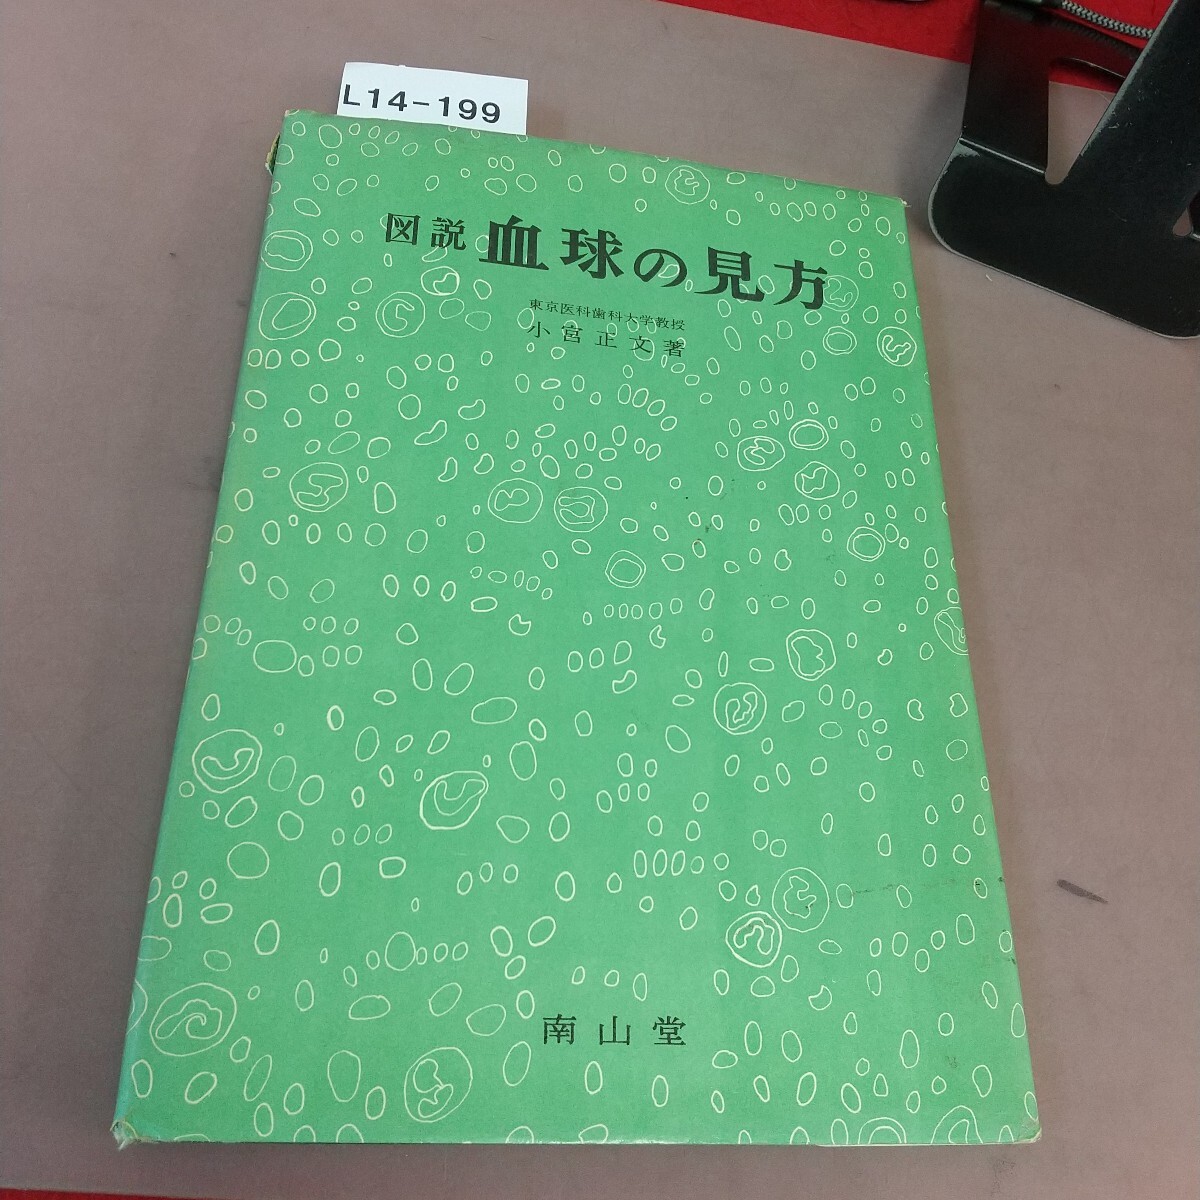 L14-199
図説 血球の見方
東京医科歯科大学教授
小宮正文著
南山堂